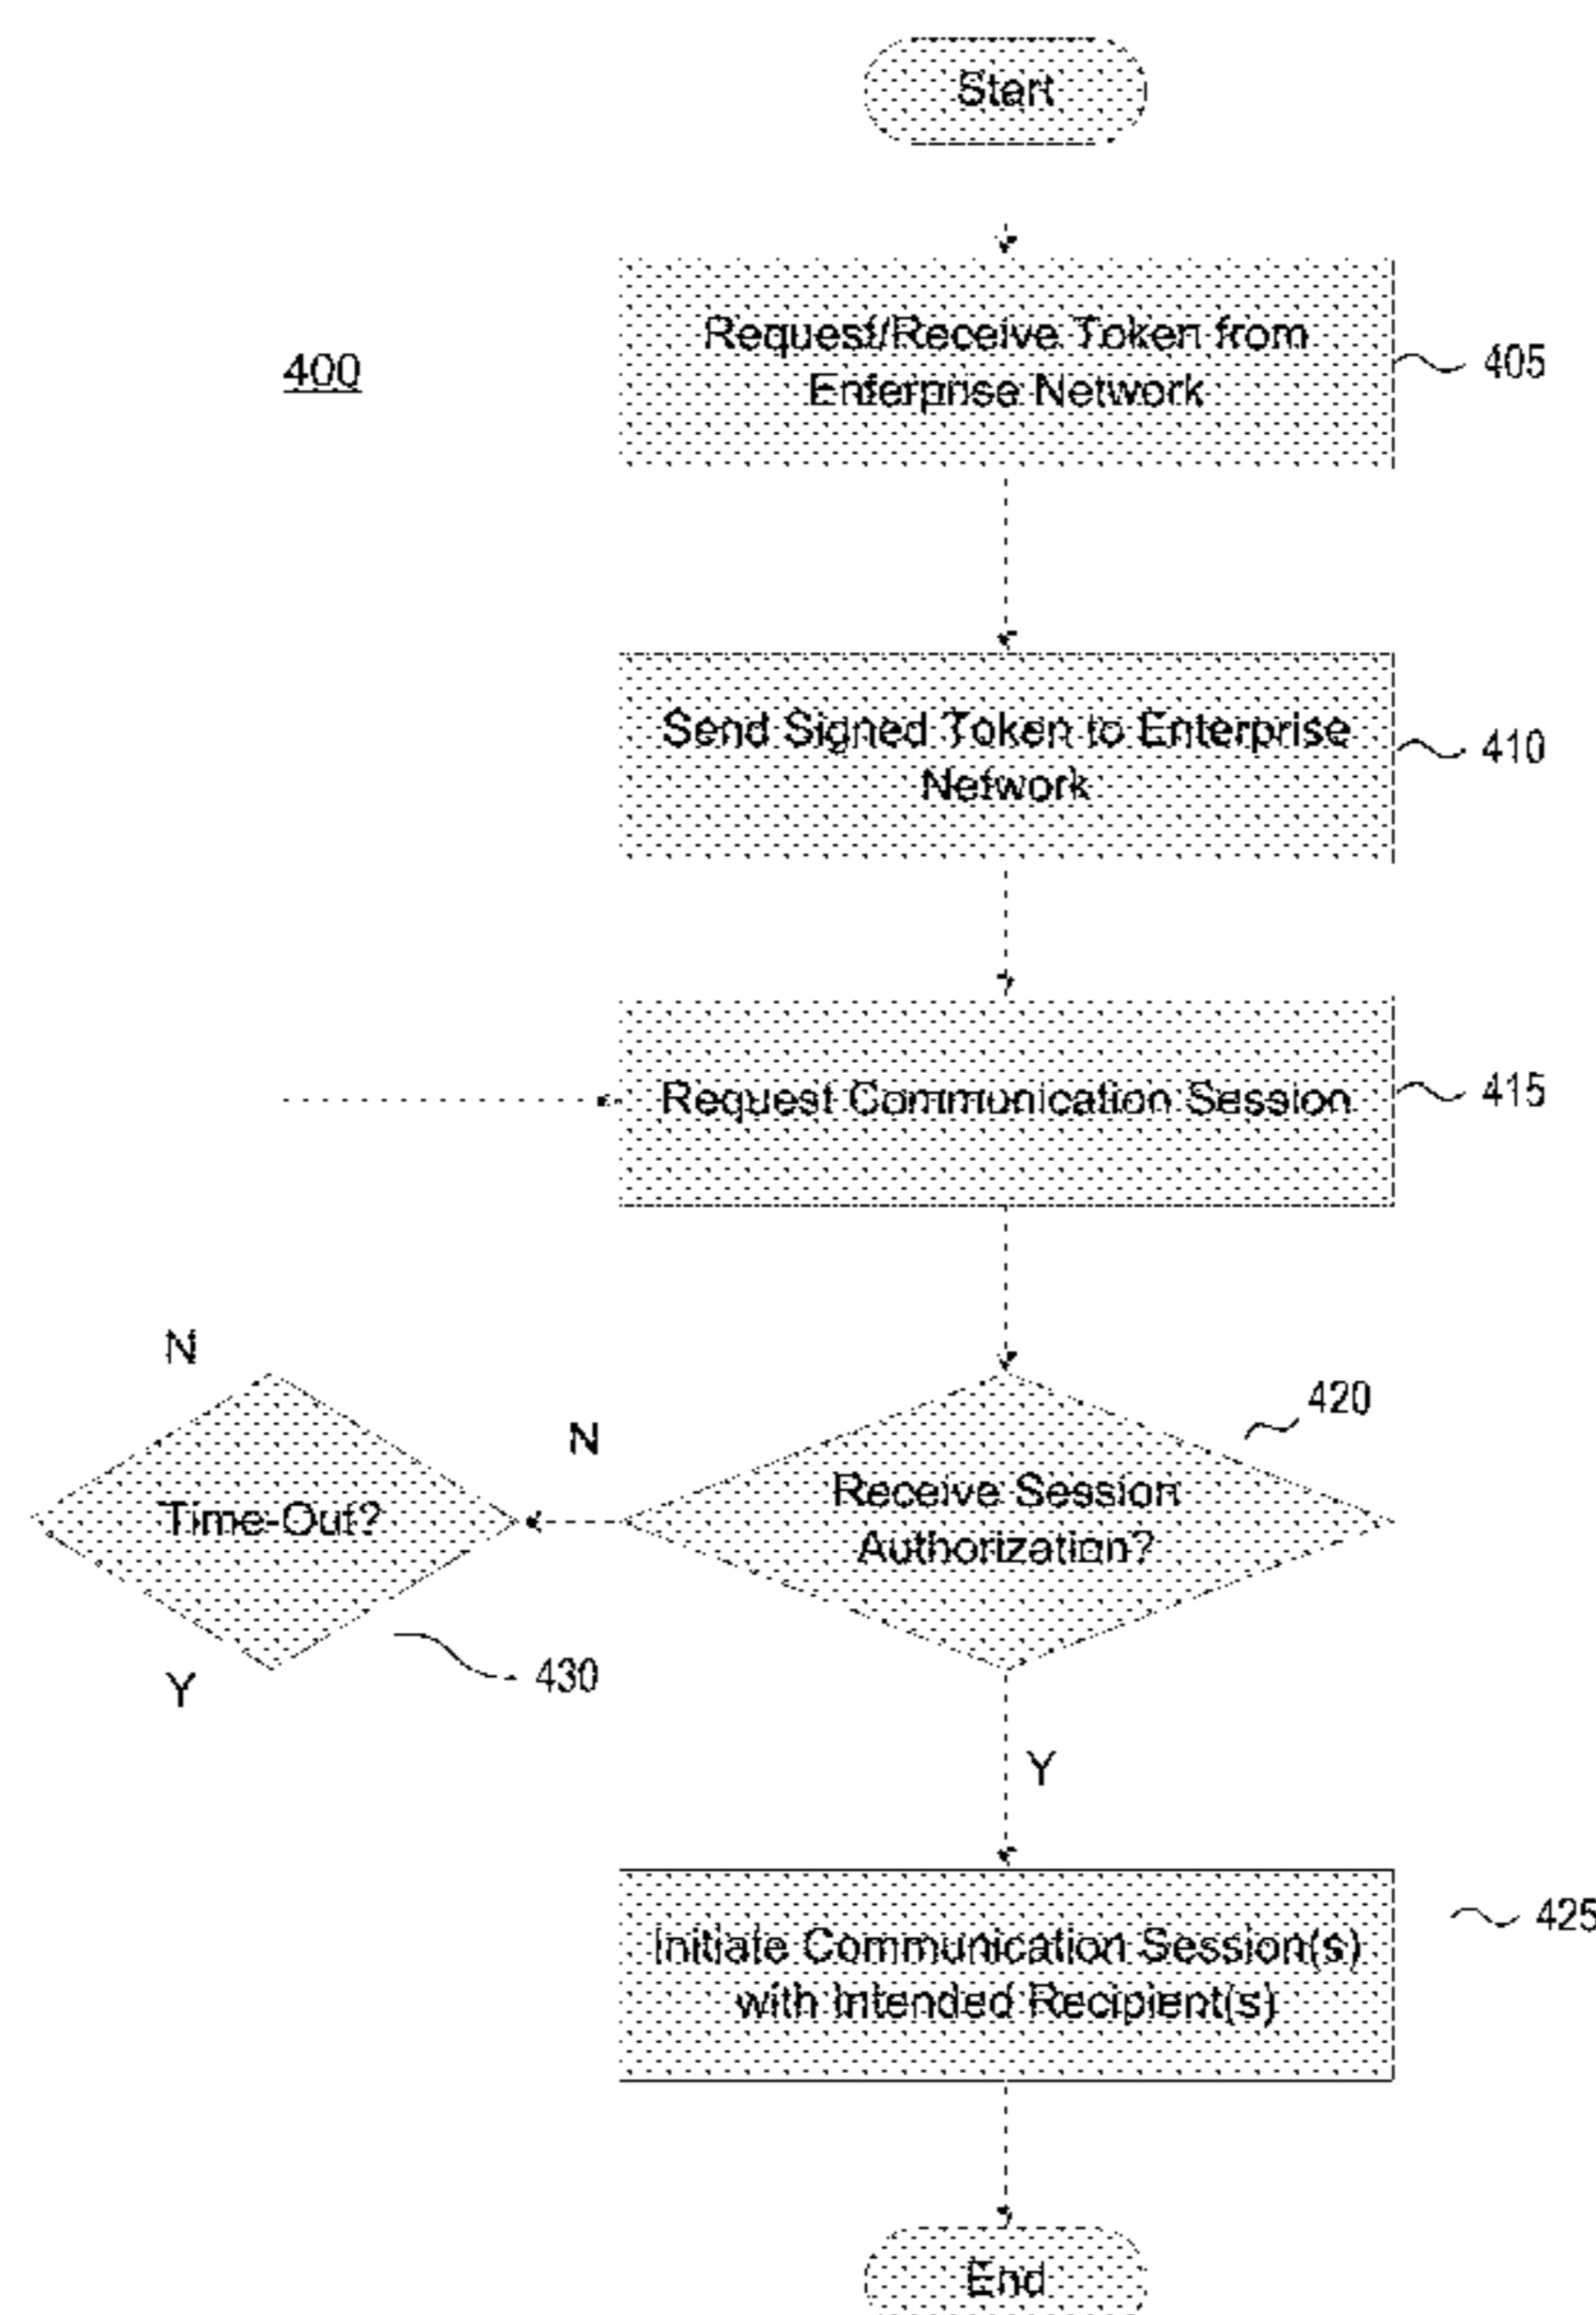 Start
400
Request/Receive Token from
Enterprise Network
405
Send Signed Token to Enterprise
Network
410
Request Communication Session
415
N
N
420
Time-Out?
Receive Session
Authorization?
430
Y
Y
Initiate Communication Session(s)
with Intended Recipient(s)
425
End